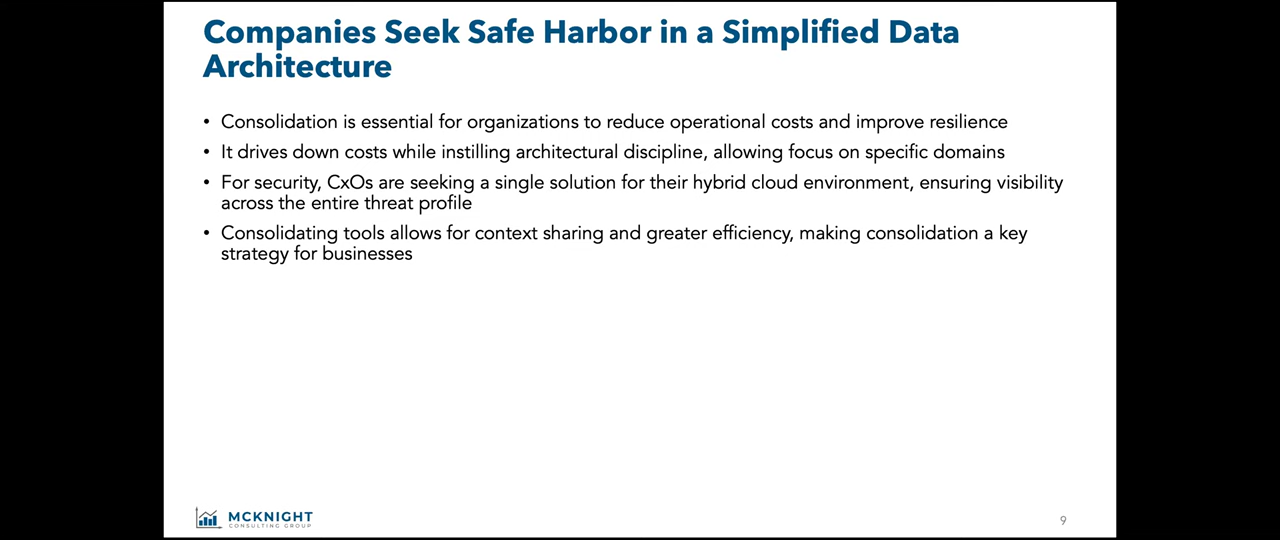 Companies Seek Safe Harbor in a Simplified Data
Architecture
• Consolidation is essential for organizations to reduce operational costs and improve resilience
• It drives down costs while instilling architectural discipline, allowing focus on specific domains
• For security, CxOs are seeking a single solution for their hybrid cloud environment, ensuring visibility
across the entire threat profile
• Consolidating tools allows for context sharing and greater efficiency, making consolidation a key
strategy for businesses
MCKNIGHT
CONSULTING GROUP
9